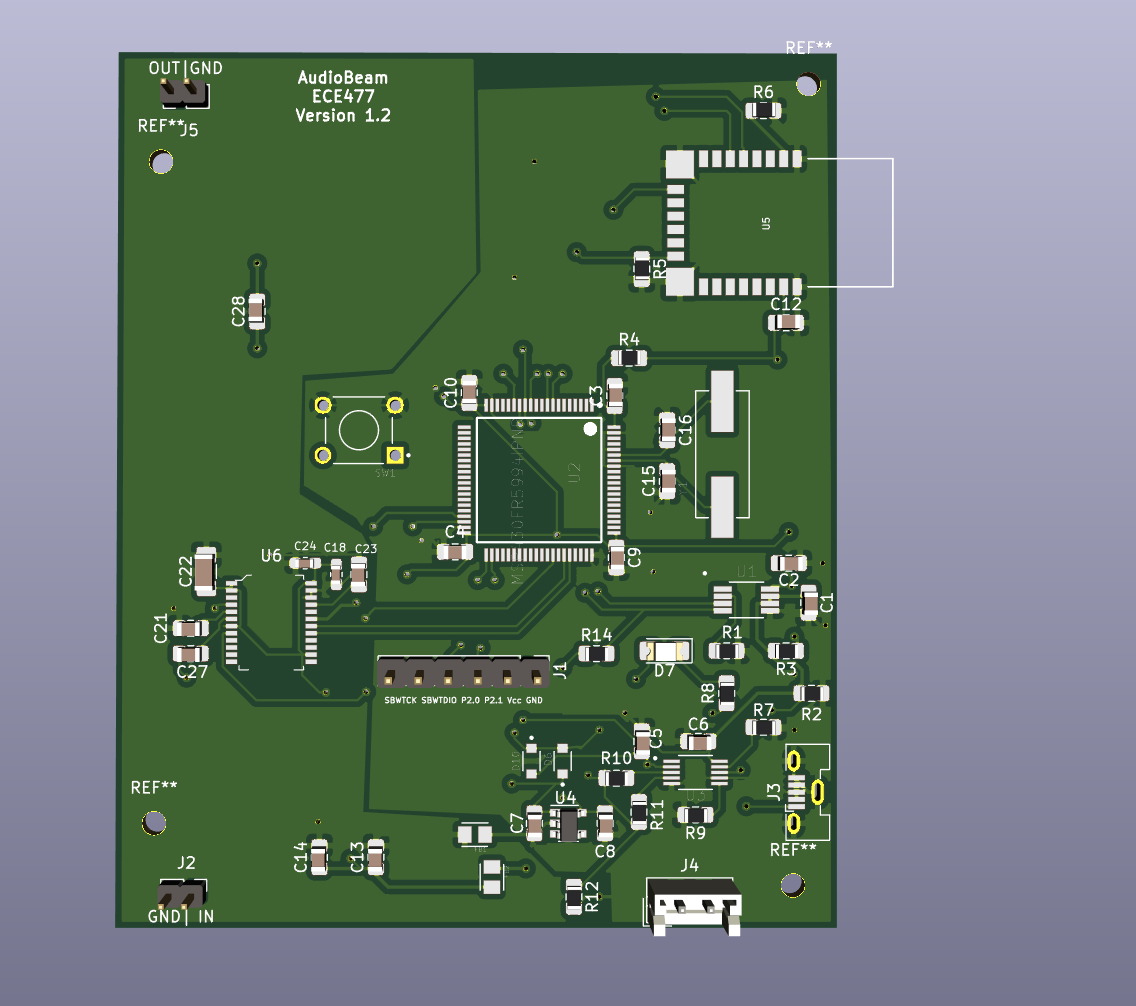 REF**
OUT|GND
AudioBeam
ECE477
Version 1.2
R6
REF**
J5
U5
R5
C28
C12
R4
C10
C3
C16
U2
SW1
C15
C4
C9
U6
C24
C18
C23
C22
U1
C2
C1
C21
R14
R1
C27
J1
D7
R3
SBWTCK SBWTDIO P2.0 P2.1 Vcc GND
R8
R2
R7
C6
C5
R10
REF**
J3
U3
U4
C7
R11
R9
C8
C14
C13
REF**
J2
J4
R12
GND| IN